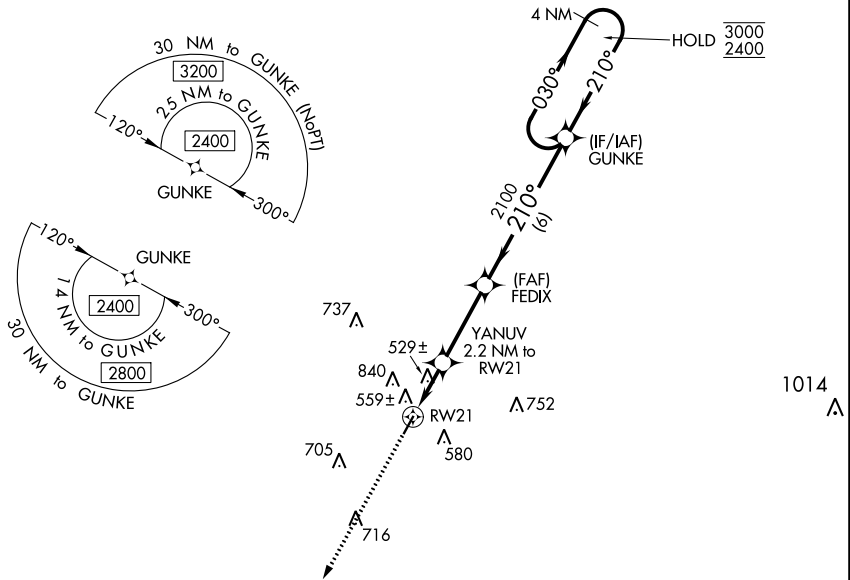 30 NM to GUNKE (NoPT)
3200
25 NM to GUNKE
2400
120°
300°
GUNKE
120°
GUNKE
300°
2400
14 NM to GUNKE
2800
30 NM to GUNKE
4 NM
HOLD 3000
2400
030°
210°
(IF/IAF)
GUNKE
2100
210°
(6)
(FAF)
FEDIX
YANUV
2.2 NM to
RW21
737
529±
840
559±
RW21
752
580
705
716
1014